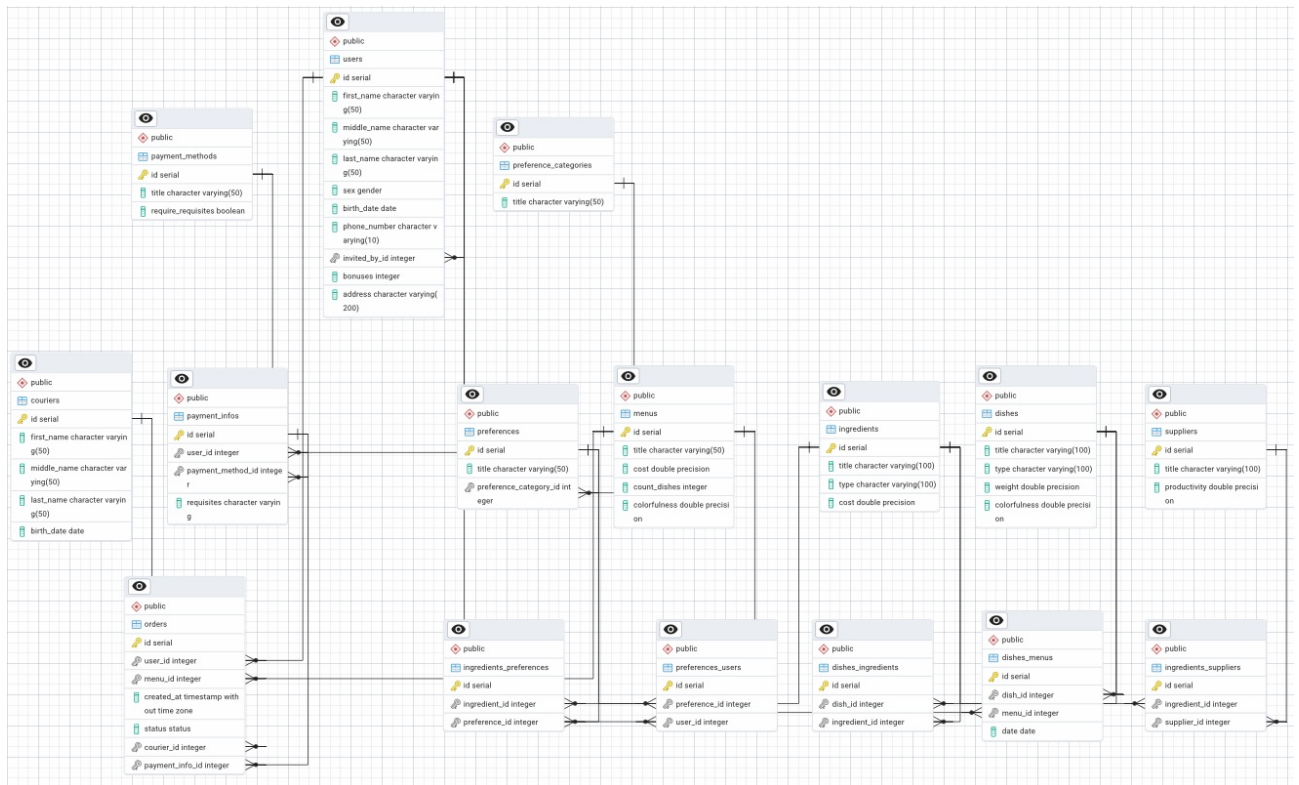 public
users
id serial
first_name character varyin
g(50)
middle_name character var
ying(50)
last_name character varyin
g(50)
sex gender
birth_date date
phone_number character v
arying(10)
invited_by_id integer
bonuses integer
address character varying(
200)
public
payment_methods
id serial
title character varying(50)
require_requisites boolean
public
preference_categories
id serial
title character varying(50)
public
couriers
id serial
first_name character varyin
g(50)
middle_name character var
ying(50)
last_name character varyin
g(50)
birth_date date
public
payment_infos
id serial
user_id integer
payment_method_id intege
r
requisites character varyin
g
public
preferences
id serial
title character varying(50)
preference_category_id int
eger
public
menus
id serial
title character varying(50)
cost double precision
count_dishes integer
colorfulness double precisi
on
public
ingredients
id serial
title character varying(100)
type character varying(100)
cost double precision
public
dishes
id serial
title character varying(100)
type character varying(100)
weight double precision
colorfulness double precisi
on
public
suppliers
id serial
title character varying(100)
productivity double precisi
on
public
orders
id serial
user_id integer
menu_id integer
created_at timestamp with
out time zone
status status
courier_id integer
payment_info_id integer
public
ingredients_preferences
id serial
ingredient_id integer
preference_id integer
public
preferences_users
id serial
preference_id integer
user_id integer
public
dishes_ingredients
id serial
dish_id integer
ingredient_id integer
public
dishes_menus
id serial
dish_id integer
menu_id integer
date date
public
ingredients_suppliers
id serial
ingredient_id integer
supplier_id integer